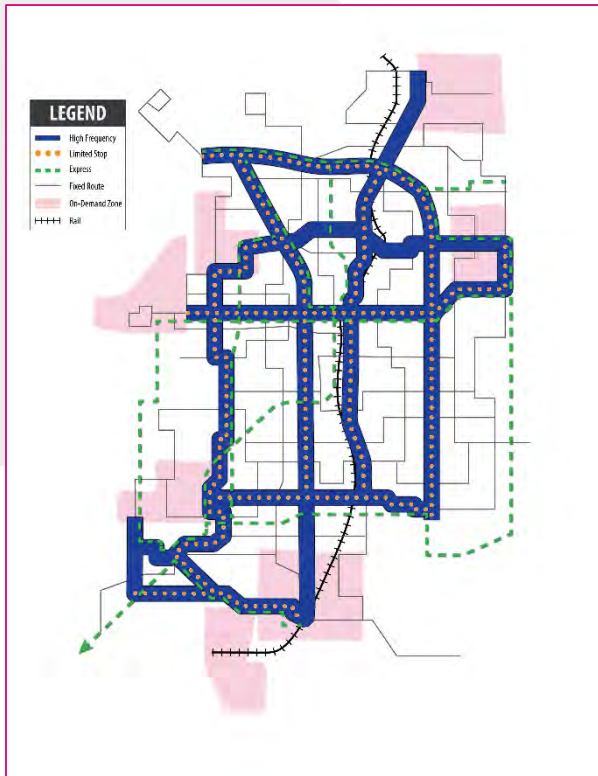 LEGEND
High Frequency
Limited Stop
Express
Fixed Route
On-Demand Zone
Rail